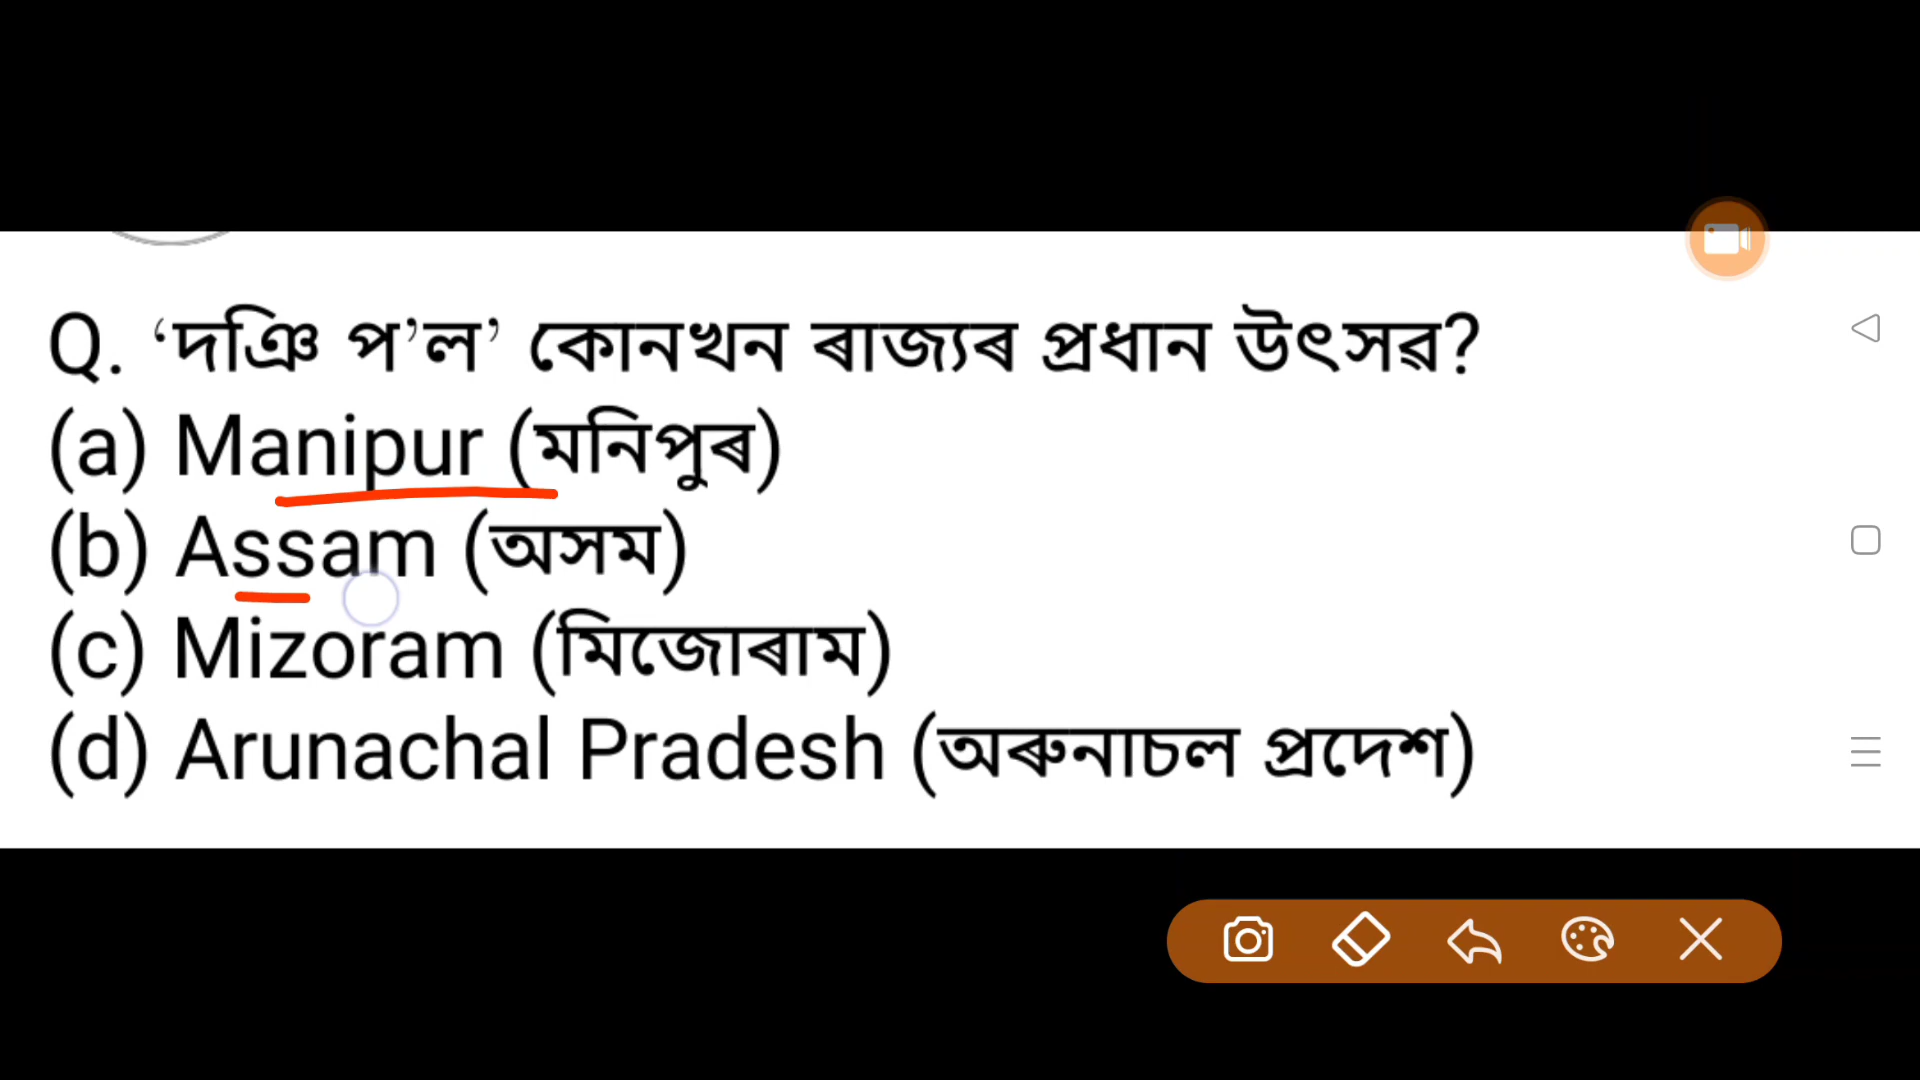 Q. ‘দঞি প’ল’ কোনখন ৰাজ্যৰ প্ৰধান উৎসৱ?
(a) Manipur (মনিপুৰ)
(b) Assam (অসম)
(c) Mizoram (মিজোৰাম)
(d) Arunachal Pradesh (অৰুনাচল প্ৰদেশ)